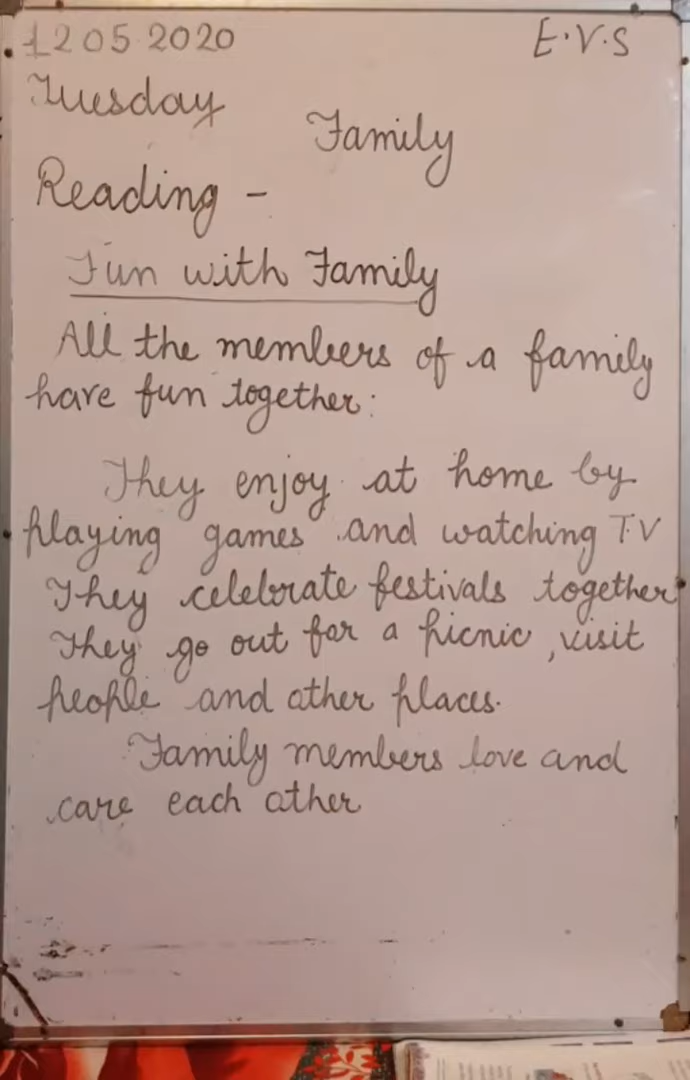 12 05 2020 E.V.S
Tuesday
Family
Reading -
Fun with Family
All the members of a family
have fun together:
They enjoy at home by
playing games and watching T.V
They celebrate festivals together
They go out for a picnic, visit
people and other places.
Family members love and
care each other